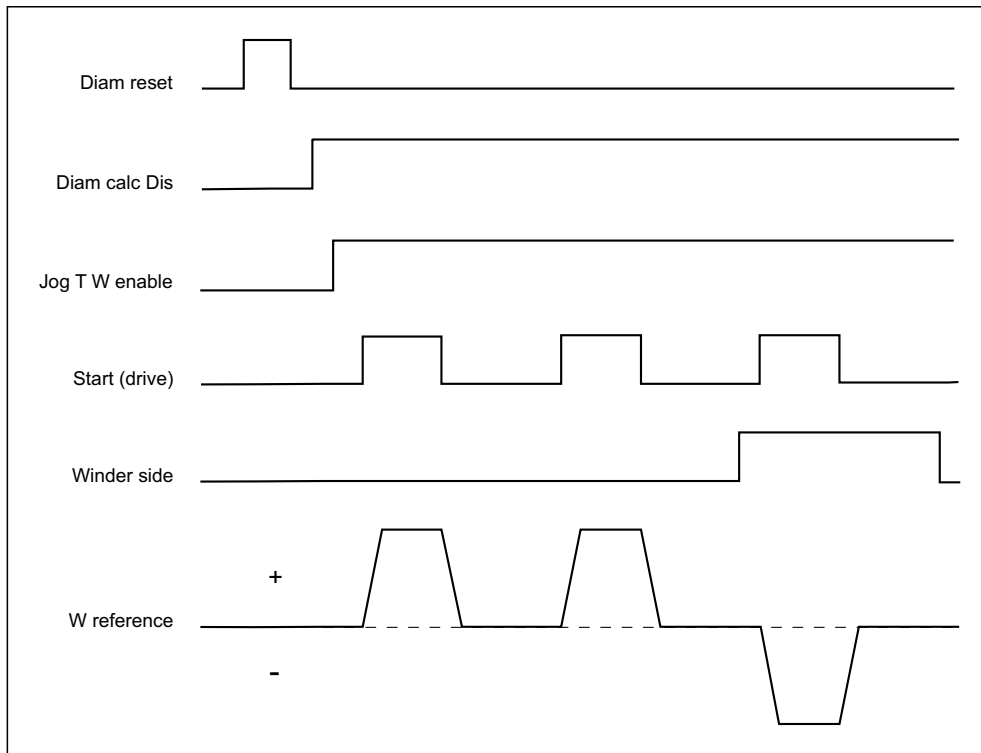 Diam reset
Diam calc Dis
Jog T W enable
Start (drive)
Winder side
+
W reference
-